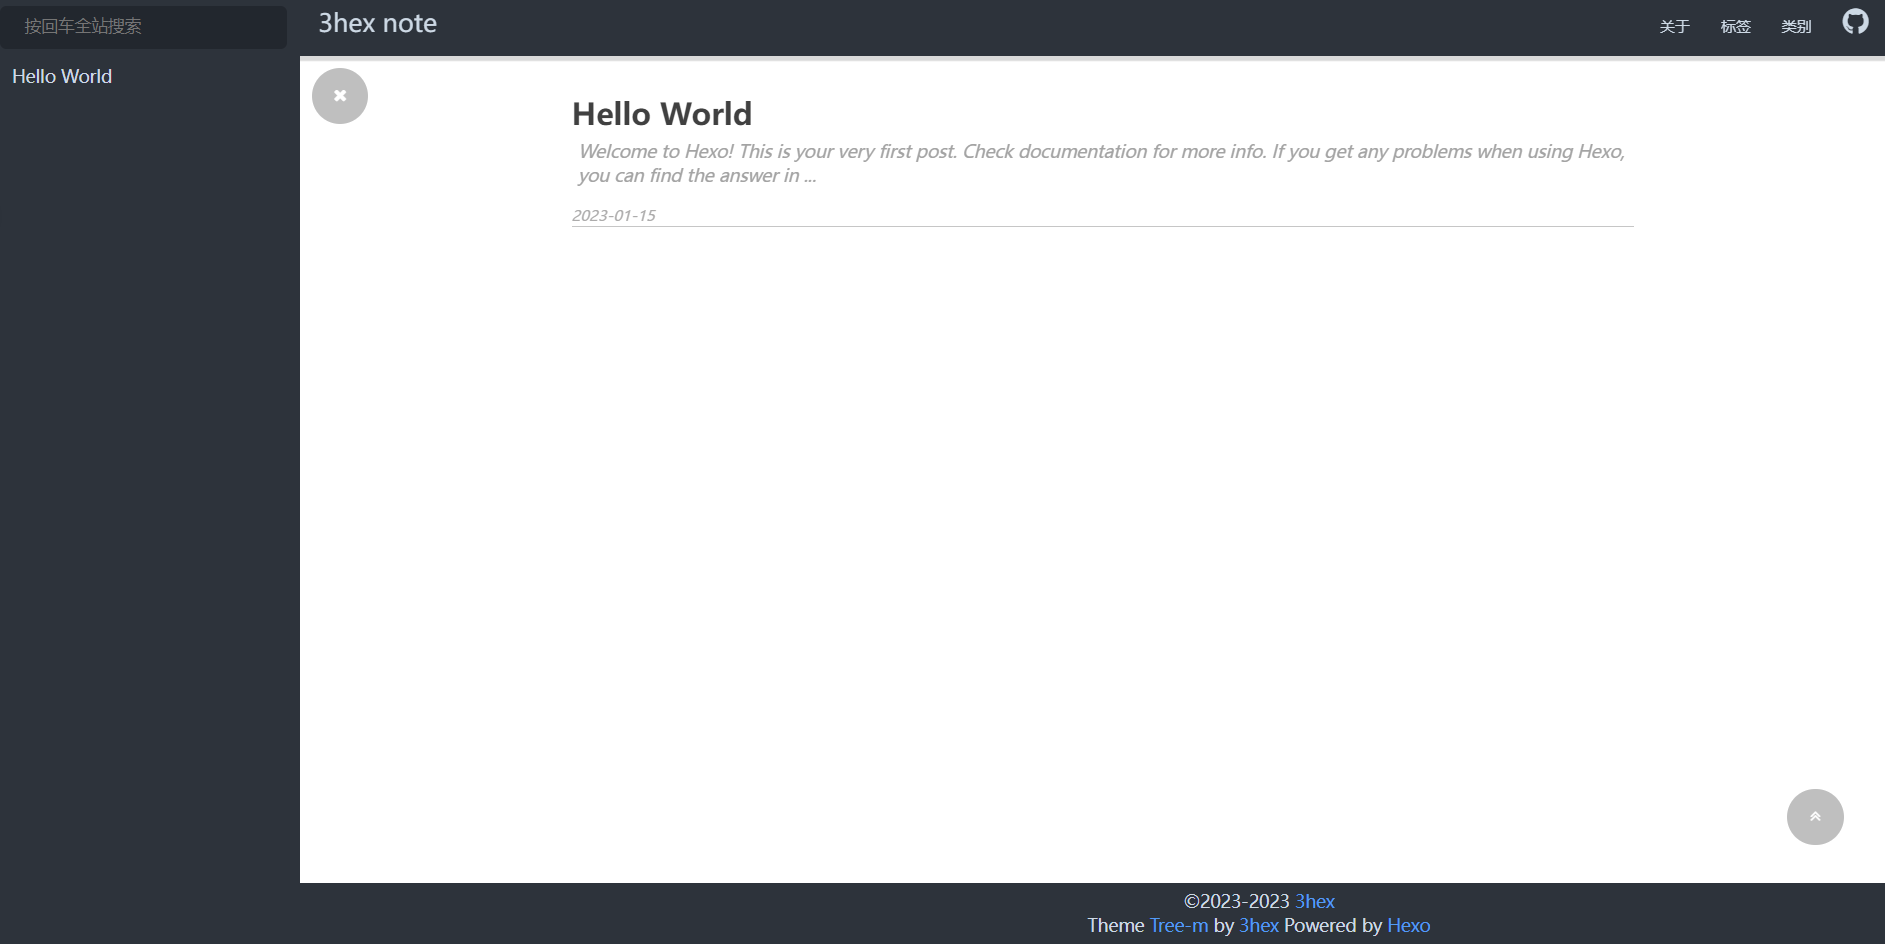 按回车全站搜索
Hello World
3hex note
关于 标签 类别
Hello World
Welcome to Hexo! This is your very first post. Check documentation for more info. If you get any problems when using Hexo,
you can find the answer in ...
2023-01-15
©2023-2023 3hex
Theme Tree-m by 3hex Powered by Hexo